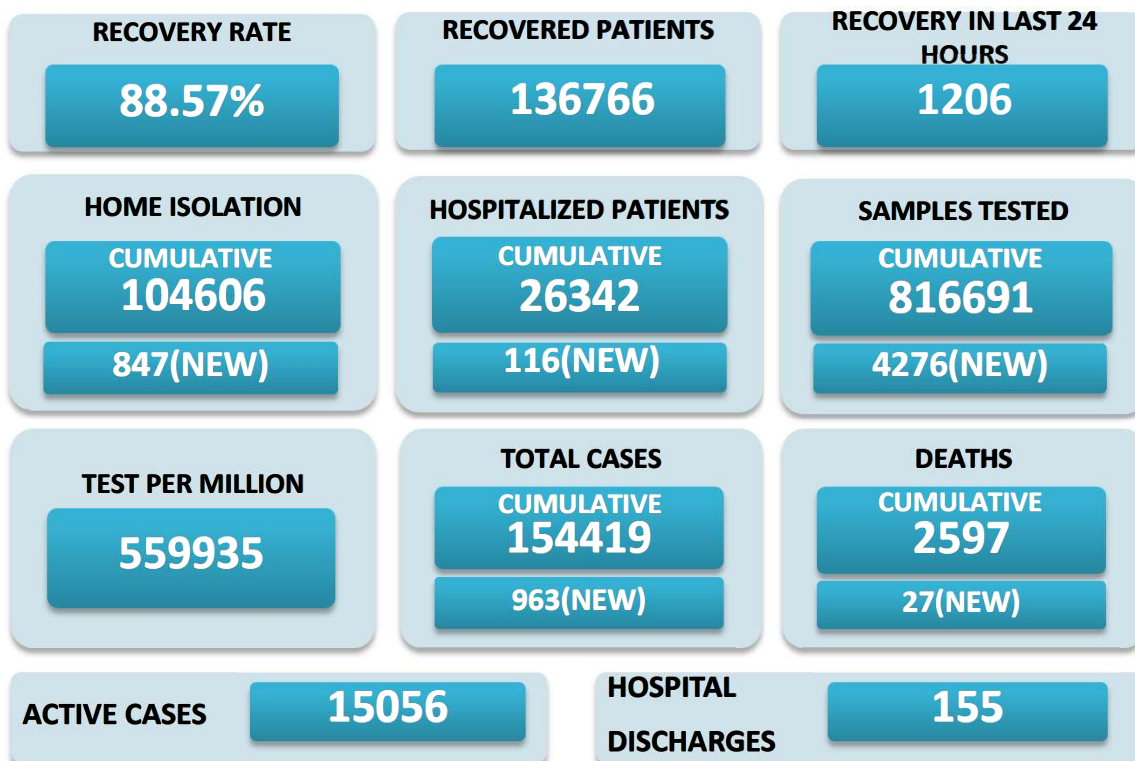 RECOVERY RATE
88.57%
RECOVERED PATIENTS
136766
RECOVERY IN LAST 24
HOURS
1206
HOME ISOLATION
CUMULATIVE
104606
847(NEW)
HOSPITALIZED PATIENTS
CUMULATIVE
26342
116(NEW)
SAMPLES TESTED
CUMULATIVE
816691
4276(NEW)
TEST PER MILLION
559935
TOTAL CASES
CUMULATIVE
154419
963(NEW)
DEATHS
CUMULATIVE
2597
27(NEW)
ACTIVE CASES
15056
HOSPITAL
DISCHARGES
155